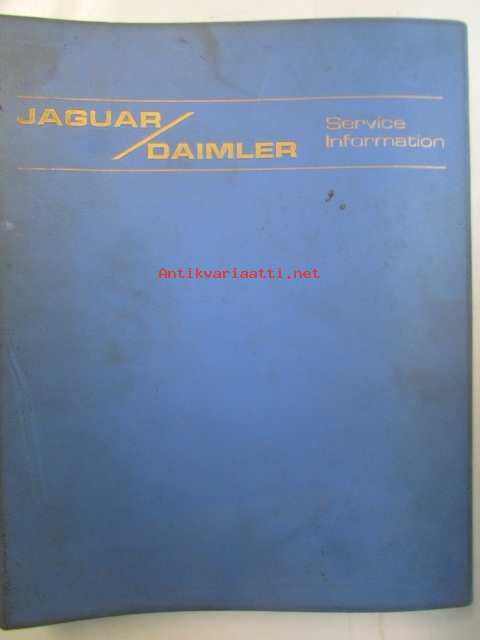 JAGUAR/
DAIMLER
Service
Information
Antikvariaatti.net